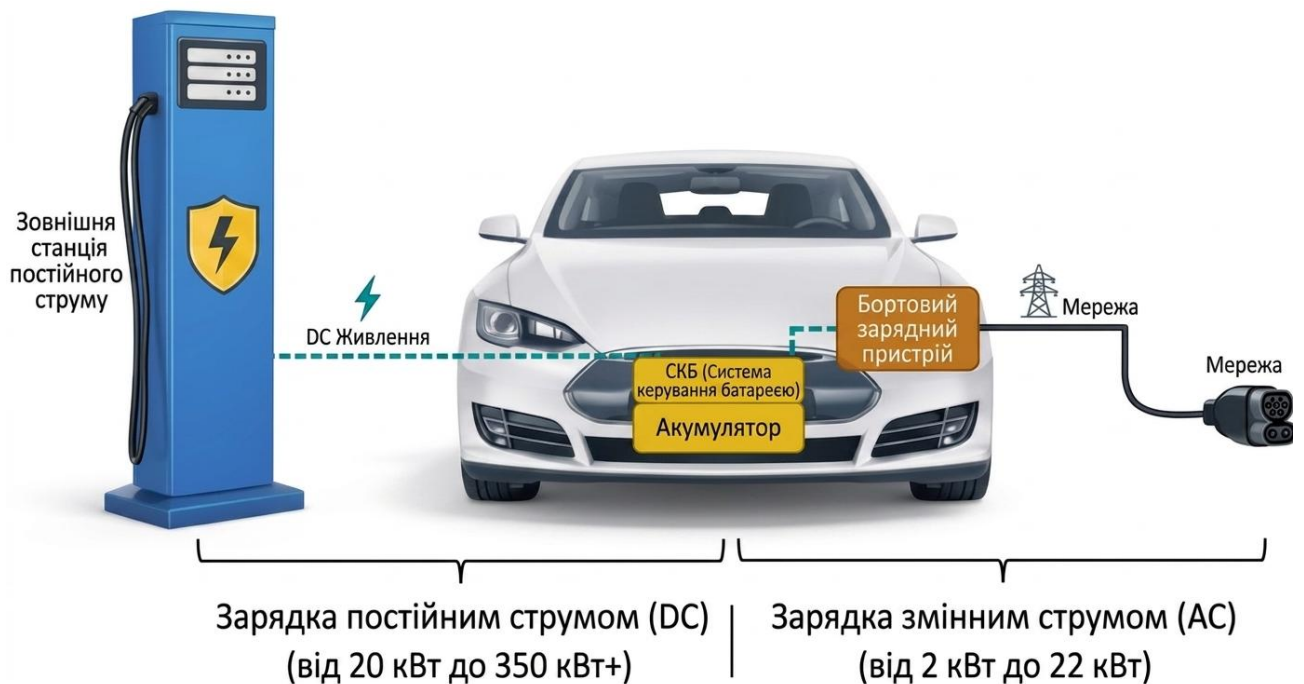 Зовнішня
станція
постійного
струму
DC Живлення
СКБ (Система
керування батареєю)
Акумулятор
Бортовий
зарядний
пристрій
Мережа
Мережа
Зарядка постійним струмом (DC)
(від 20 кВт до 350 кВт+)
Зарядка змінним струмом (AC)
(від 2 кВт до 22 кВт)